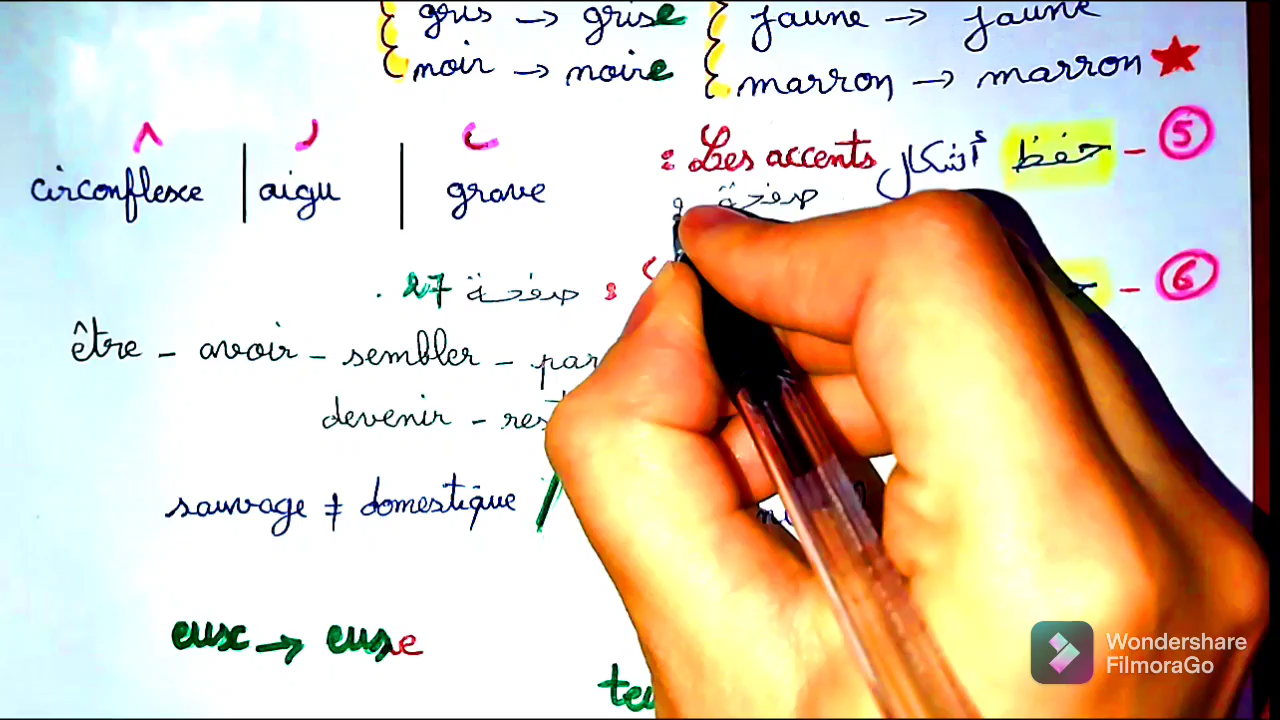 gris → grise jaune → jaune
noir → noire marron → marron
5 - حفظ أشكال Les accents :
صفحة
circonflexe | aigu | grave
6 -
: صفحة 27 .
être - avoir - sembler -
devenir -
sauvage ≠ domestique
eux → euse
Wondershare
FilmoraGo